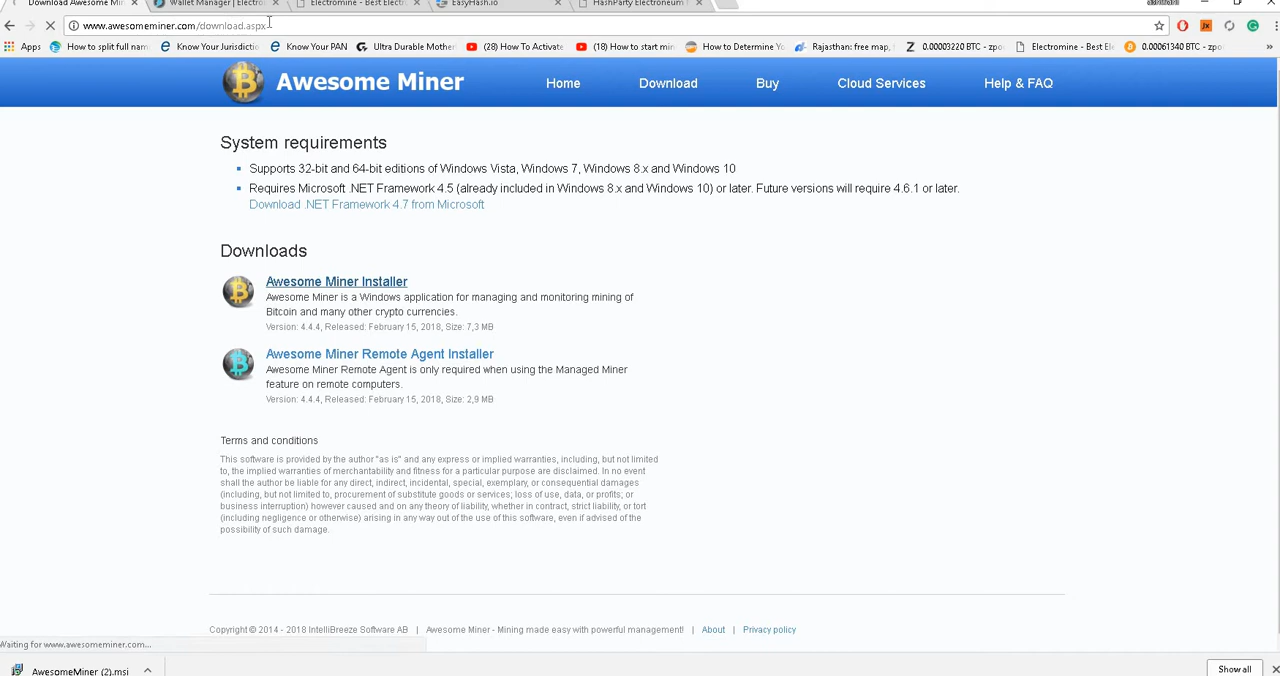 Download Awesome Min
Wallet Manager | Electro
Electromine - Best Elect
EasyHash.io
HashParty Electroneum
www.awesomeminer.com/download.aspx
Apps
How to split full nam
Know Your Jurisdictio
Know Your PAN
Ultra Durable Mother
(28) How To Activate
(18) How to start min
How to Determine Yo
Rajasthan: free map,
0.00003220 BTC - zpo
Electromine - Best Ele
0.00061340 BTC - zpo
»
Awesome Miner
Home
Download
Buy
Cloud Services
Help & FAQ
System requirements
Supports 32-bit and 64-bit editions of Windows Vista, Windows 7, Windows 8.x and Windows 10
Requires Microsoft .NET Framework 4.5 (already included in Windows 8.x and Windows 10) or later. Future versions will require 4.6.1 or later.
Download .NET Framework 4.7 from Microsoft
Downloads
Awesome Miner Installer
Awesome Miner is a Windows application for managing and monitoring mining of
Bitcoin and many other crypto currencies.
Version: 4.4.4, Released: February 15, 2018, Size: 7,3 MB
Awesome Miner Remote Agent Installer
Awesome Miner Remote Agent is only required when using the Managed Miner
feature on remote computers.
Version: 4.4.4, Released: February 15, 2018, Size: 2,9 MB
Terms and conditions
This software is provided by the author "as is" and any express or implied warranties, including, but not limited
to, the implied warranties of merchantability and fitness for a particular purpose are disclaimed. In no event
shall the author be liable for any direct, indirect, incidental, special, exemplary, or consequential damages
(including, but not limited to, procurement of substitute goods or services; loss of use, data, or profits; or
business interruption) however caused and on any theory of liability, whether in contract, strict liability, or tort
(including negligence or otherwise) arising in any way out of the use of this software, even if advised of the
possibility of such damage.
Copyright © 2014 - 2018 IntelliBreeze Software AB | Awesome Miner - Mining made easy with powerful management! | About | Privacy policy
Waiting for www.awesomeminer.com...
AwesomeMiner (2).msi
Show all